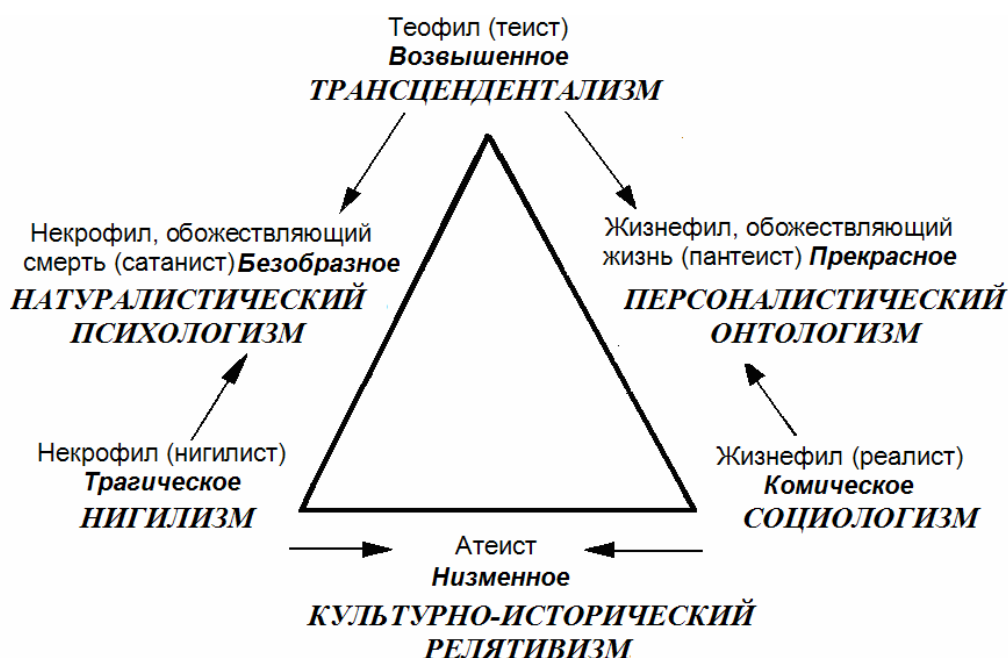 Теофил (теист)
Возвышенное
ТРАНСЦЕНДЕНТАЛИЗМ
Некрофил, обожествляющий
смерть (сатанист) Безобразное
НАТУРАЛИСТИЧЕСКИЙ
ПСИХОЛОГИЗМ
Жизнефил, обожествляющий
жизнь (пантеист) Прекрасное
ПЕРСОНАЛИСТИЧЕСКИЙ
ОНТОЛОГИЗМ
Некрофил (нигилист)
Трагическое
НИГИЛИЗМ
Жизнефил (реалист)
Комическое
СОЦИОЛОГИЗМ
Атеист
Низменное
КУЛЬТУРНО-ИСТОРИЧЕСКИЙ
РЕЛЯТИВИЗМ